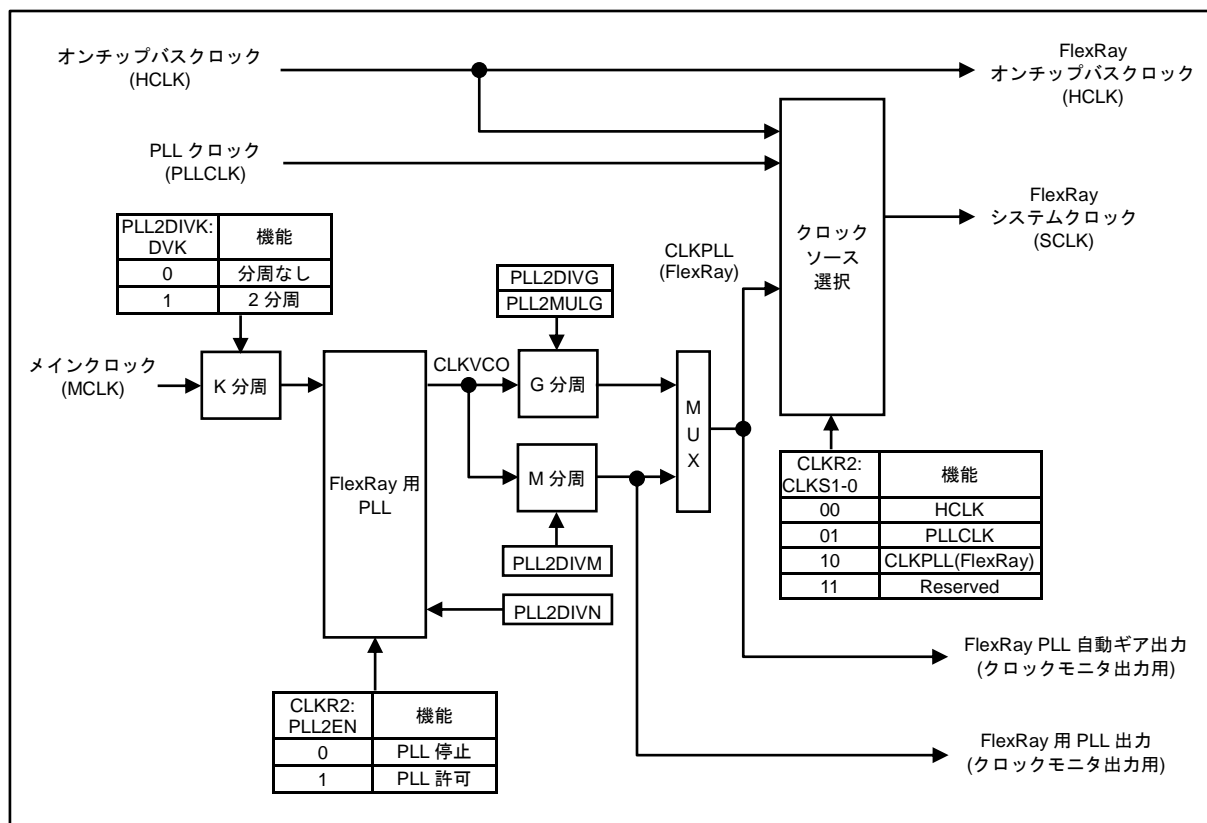 オンチップバスクロック
(HCLK)
FlexRay
オンチップバスクロック
(HCLK)
PLL クロック
(PLLCLK)
FlexRay
システムクロック
(SCLK)
クロック
ソース
選択
PLL2DIVK:
DVK
機能
0
分周なし
1
2 分周
CLKPLL
(FlexRay)
PLL2DIVG
PLL2MULG
メインクロック
(MCLK)
K 分周
CLKVCO
G 分周
M
U
X
FlexRay 用
PLL
M 分周
PLL2DIVM
PLL2DIVN
CLKR2:
CLKS1-0
機能
00
HCLK
01
PLLCLK
10
CLKPLL(FlexRay)
11
Reserved
FlexRay PLL 自動ギア出力
(クロックモニタ出力用)
CLKR2:
PLL2EN
機能
0
PLL 停止
1
PLL 許可
FlexRay 用 PLL 出力
(クロックモニタ出力用)